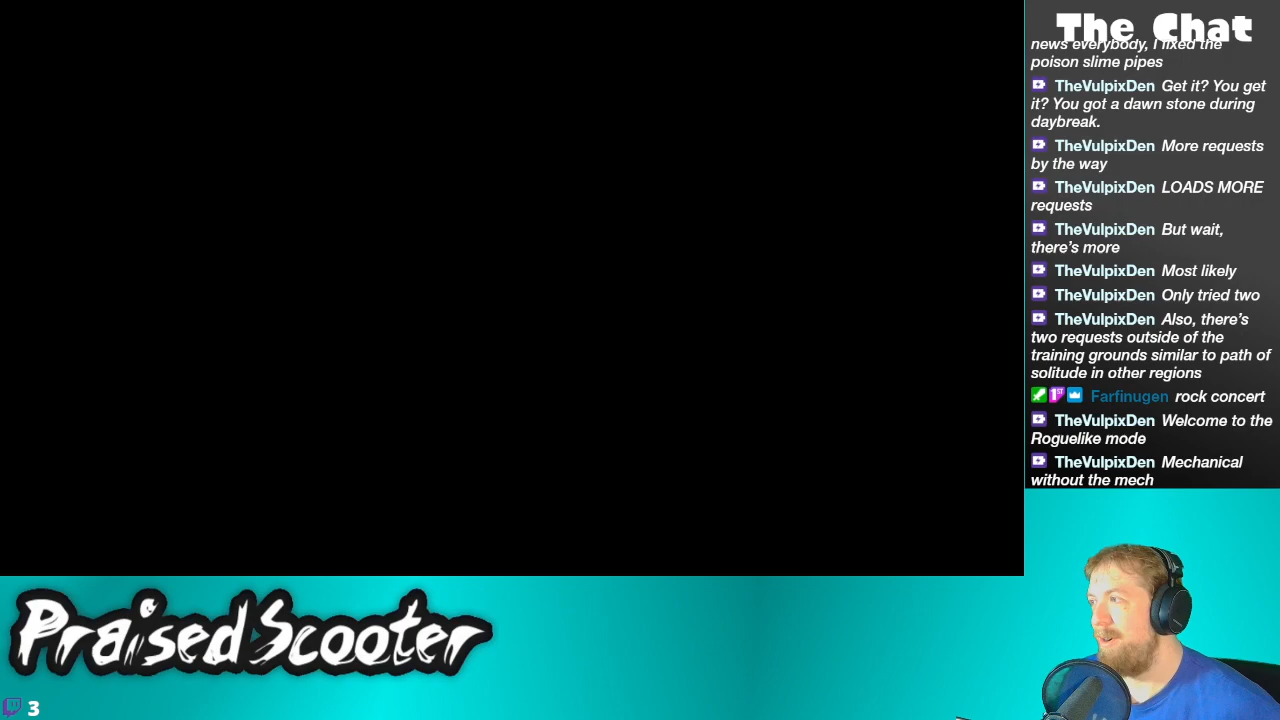 The Chat
news everybody, I fixed the
poison slime pipes
TheVulpixDen Get it? You get
it? You got a dawn stone during
daybreak.
TheVulpixDen More requests
by the way
TheVulpixDen LOADS MORE
requests
TheVulpixDen But wait,
there's more
TheVulpixDen Most likely
TheVulpixDen Only tried two
TheVulpixDen Also, there's
two requests outside of the
training grounds similar to path of
solitude in other regions
1ST Farfinugen rock concert
TheVulpixDen Welcome to the
Roguelike mode
TheVulpixDen Mechanical
without the mech
PraisedScooter
3